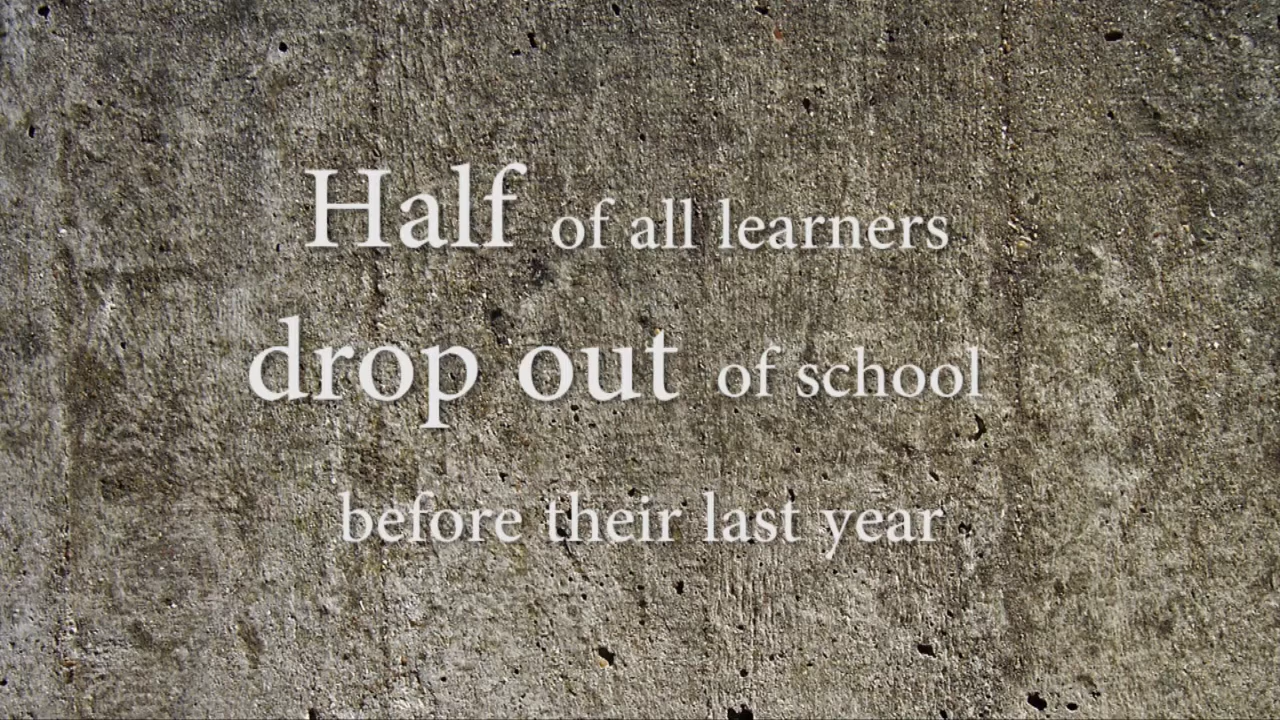 Half of all learners
drop out of school
before their last year